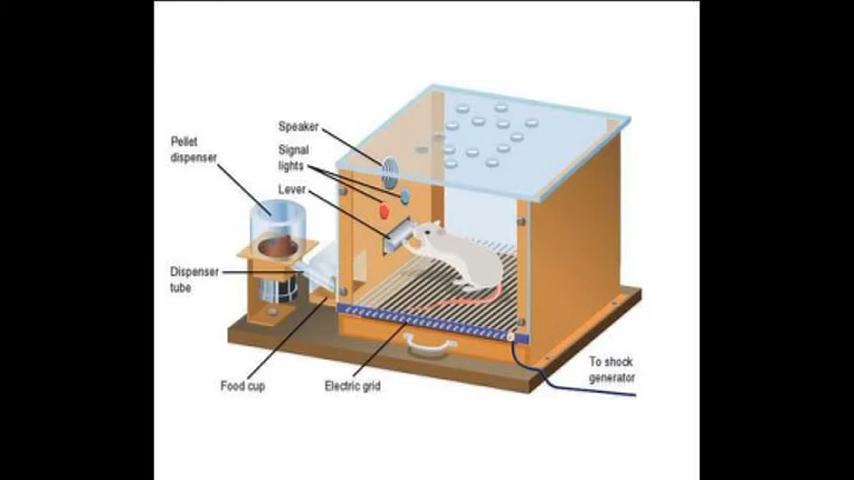 Speaker
Pellet
dispenser
Signal
lights
Lever
Dispenser
tube
To shock
generator
Food cup
Electric grid